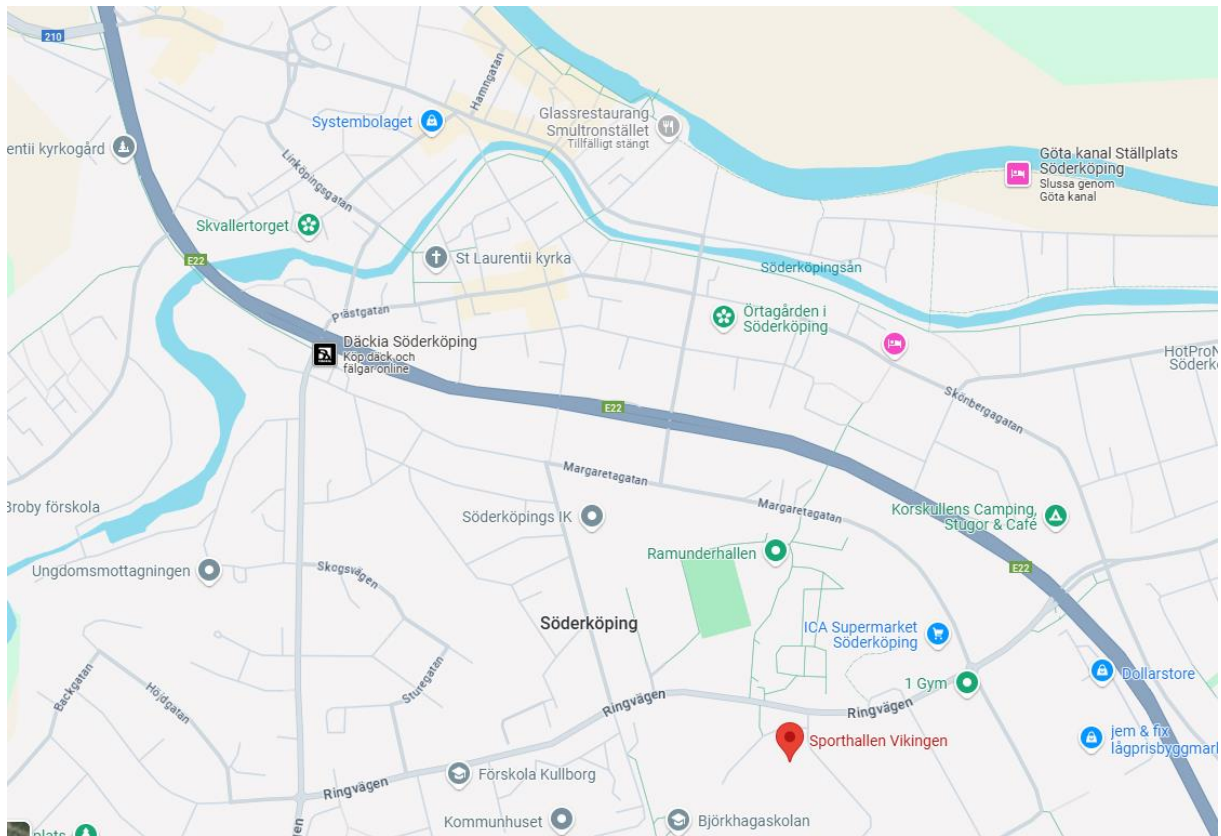 210
Hamngatan
Systembolaget
Glassrestaurang
Smultronstället
Tillfälligt stängt
entii kyrkogård
Göta kanal Ställplats
Söderköping
Slussa genom
Göta kanal
Linköpingsgatan
Skvallertorget
St Laurentii kyrka
E22
Söderköpingsån
Prästgatan
Örtagården i
Söderköping
Däckia Söderköping
Köp däck och
fälgar online
HotProN
Söderk
E22
Skönbergagatan
Margaretagatan
Margaretagatan
Broby förskola
Söderköpings IK
Korskullens Camping,
Stugor & Café
Ramunderhallen
Ungdomsmottagningen
Skogsvägen
E22
Söderköping
ICA Supermarket
Söderköping
Backgatan
Höjdgatan
Sturegatan
Dollarstore
1 Gym
Ringvägen
Ringvägen
Sporthallen Vikingen
jem & fix
lågprisbyggmark
Ringvägen
Förskola Kullborg
Kommunhuset
Björkhagaskolan
plats